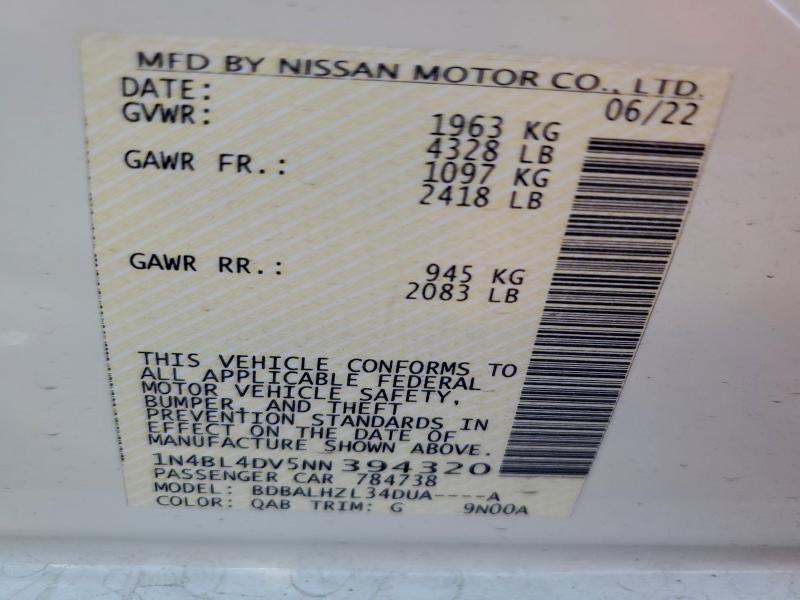 MFD BY NISSAN MOTOR CO., LTD.
DATE: 06/22
GVWR: 1963 KG
4328 LB
GAWR FR.: 1097 KG
2418 LB
GAWR RR.: 945 KG
2083 LB
THIS VEHICLE CONFORMS TO
ALL APPLICABLE FEDERAL
MOTOR VEHICLE SAFETY,
BUMPER, AND THEFT
PREVENTION STANDARDS IN
EFFECT ON THE DATE OF
MANUFACTURE SHOWN ABOVE.
1N4BL4DV5NN394320
PASSENGER CAR 784738
MODEL: BDBALHZL34DUA----A
COLOR: QAB TRIM: G 9N00A